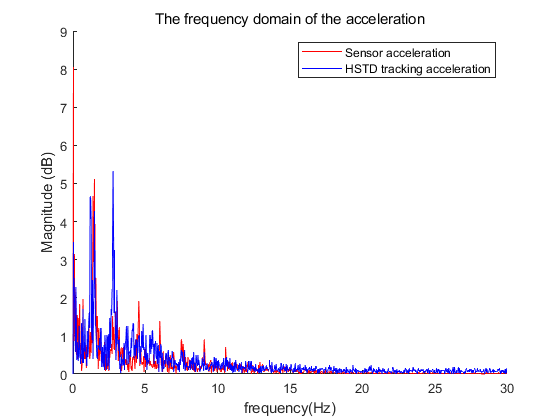 The frequency domain of the acceleration
Sensor acceleration
HSTD tracking acceleration
Magnitude (dB)
9
8
7
6
5
4
3
2
1
0
0 5 10 15 20 25 30
frequency(Hz)